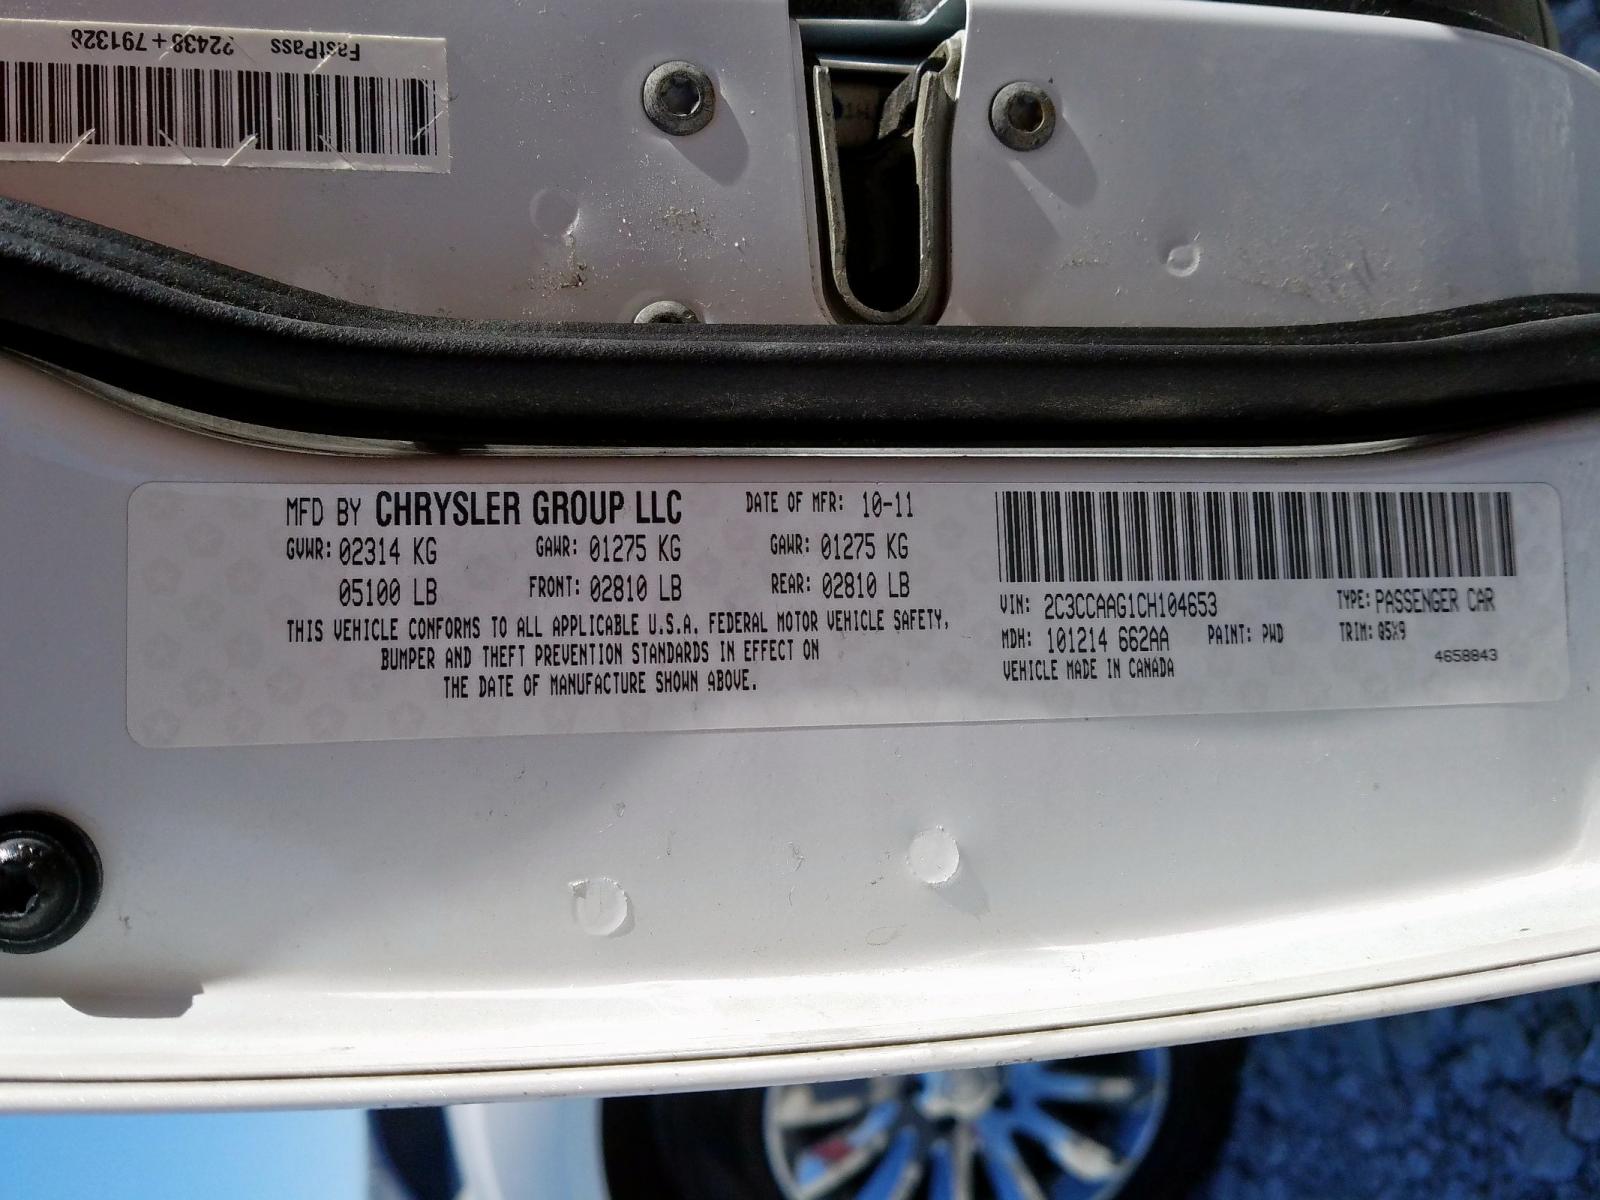 FastPass 22438+791328
MFD BY CHRYSLER GROUP LLC DATE OF MFR: 10-11
GVWR: 02314 KG GAWR: 01275 KG GAWR: 01275 KG
05100 LB FRONT: 02810 LB REAR: 02810 LB
THIS VEHICLE CONFORMS TO ALL APPLICABLE U.S.A. FEDERAL MOTOR VEHICLE SAFETY,
BUMPER AND THEFT PREVENTION STANDARDS IN EFFECT ON
THE DATE OF MANUFACTURE SHOWN ABOVE.
VIN: 2C3CCAAG1CH104653 TYPE: PASSENGER CAR
MDH: 101214 662AA PAINT: PWD TRIM: Q5X9
VEHICLE MADE IN CANADA 4658843